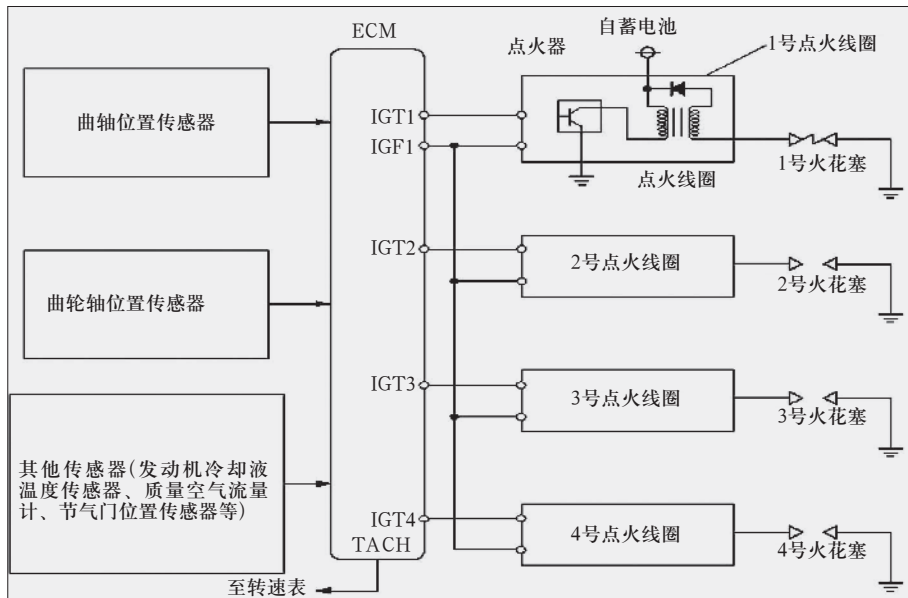 ECM
点火器
自蓄电池
1号点火线圈
曲轴位置传感器
IGT1
IGF1
点火线圈
1号火花塞
曲轮轴位置传感器
IGT2
2号点火线圈
2号火花塞
IGT3
3号点火线圈
3号火花塞
其他传感器(发动机冷却液
温度传感器、质量空气流量
计、节气门位置传感器等)
IGT4
TACH
4号点火线圈
4号火花塞
至转速表